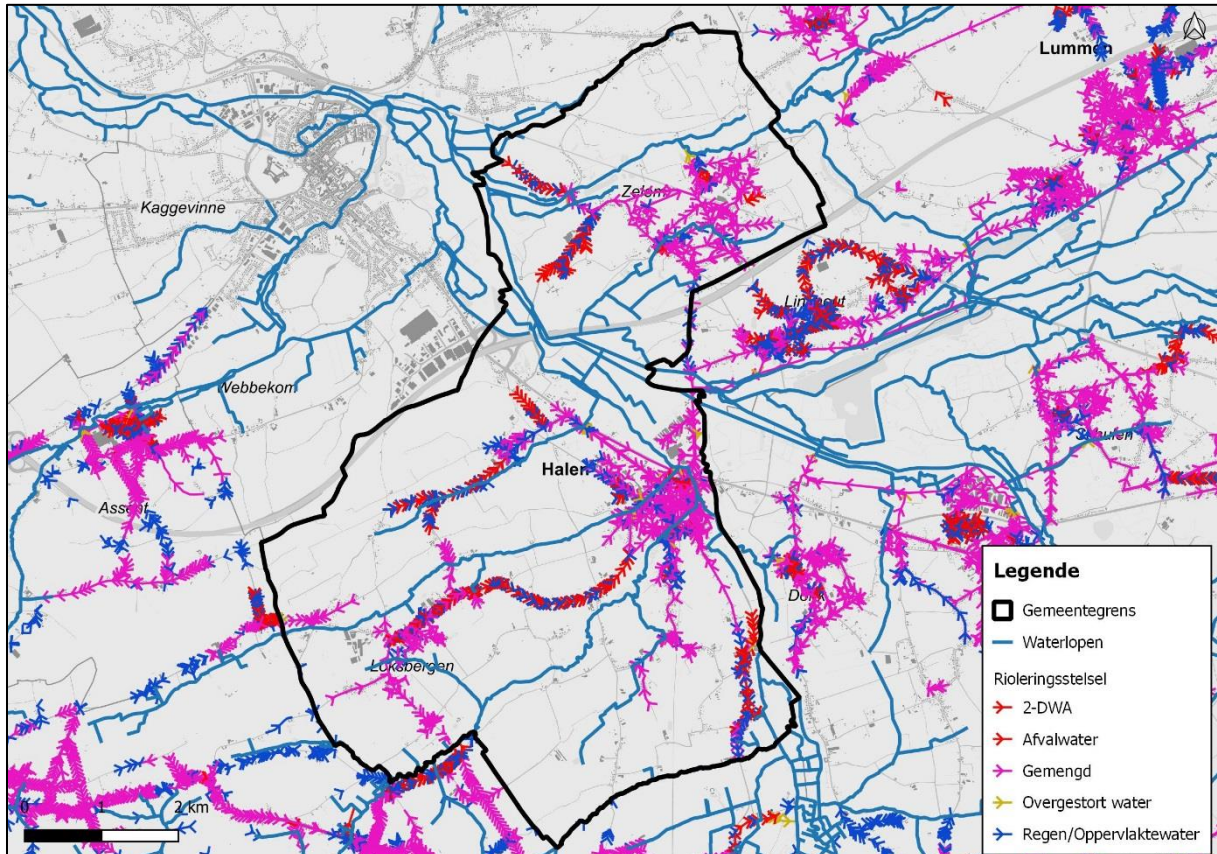 Lummen
Kaggevinne
Zelem
Linkhout
Webbekom
Schulen
Halen
Assent
Donk
Loksbergen
Legende
Gemeentegrens
Waterlopen
Rioleringsstelsel
2-DWA
Afvalwater
Gemengd
Overgestort water
Regen/Oppervlaktewater
0 1 2 km